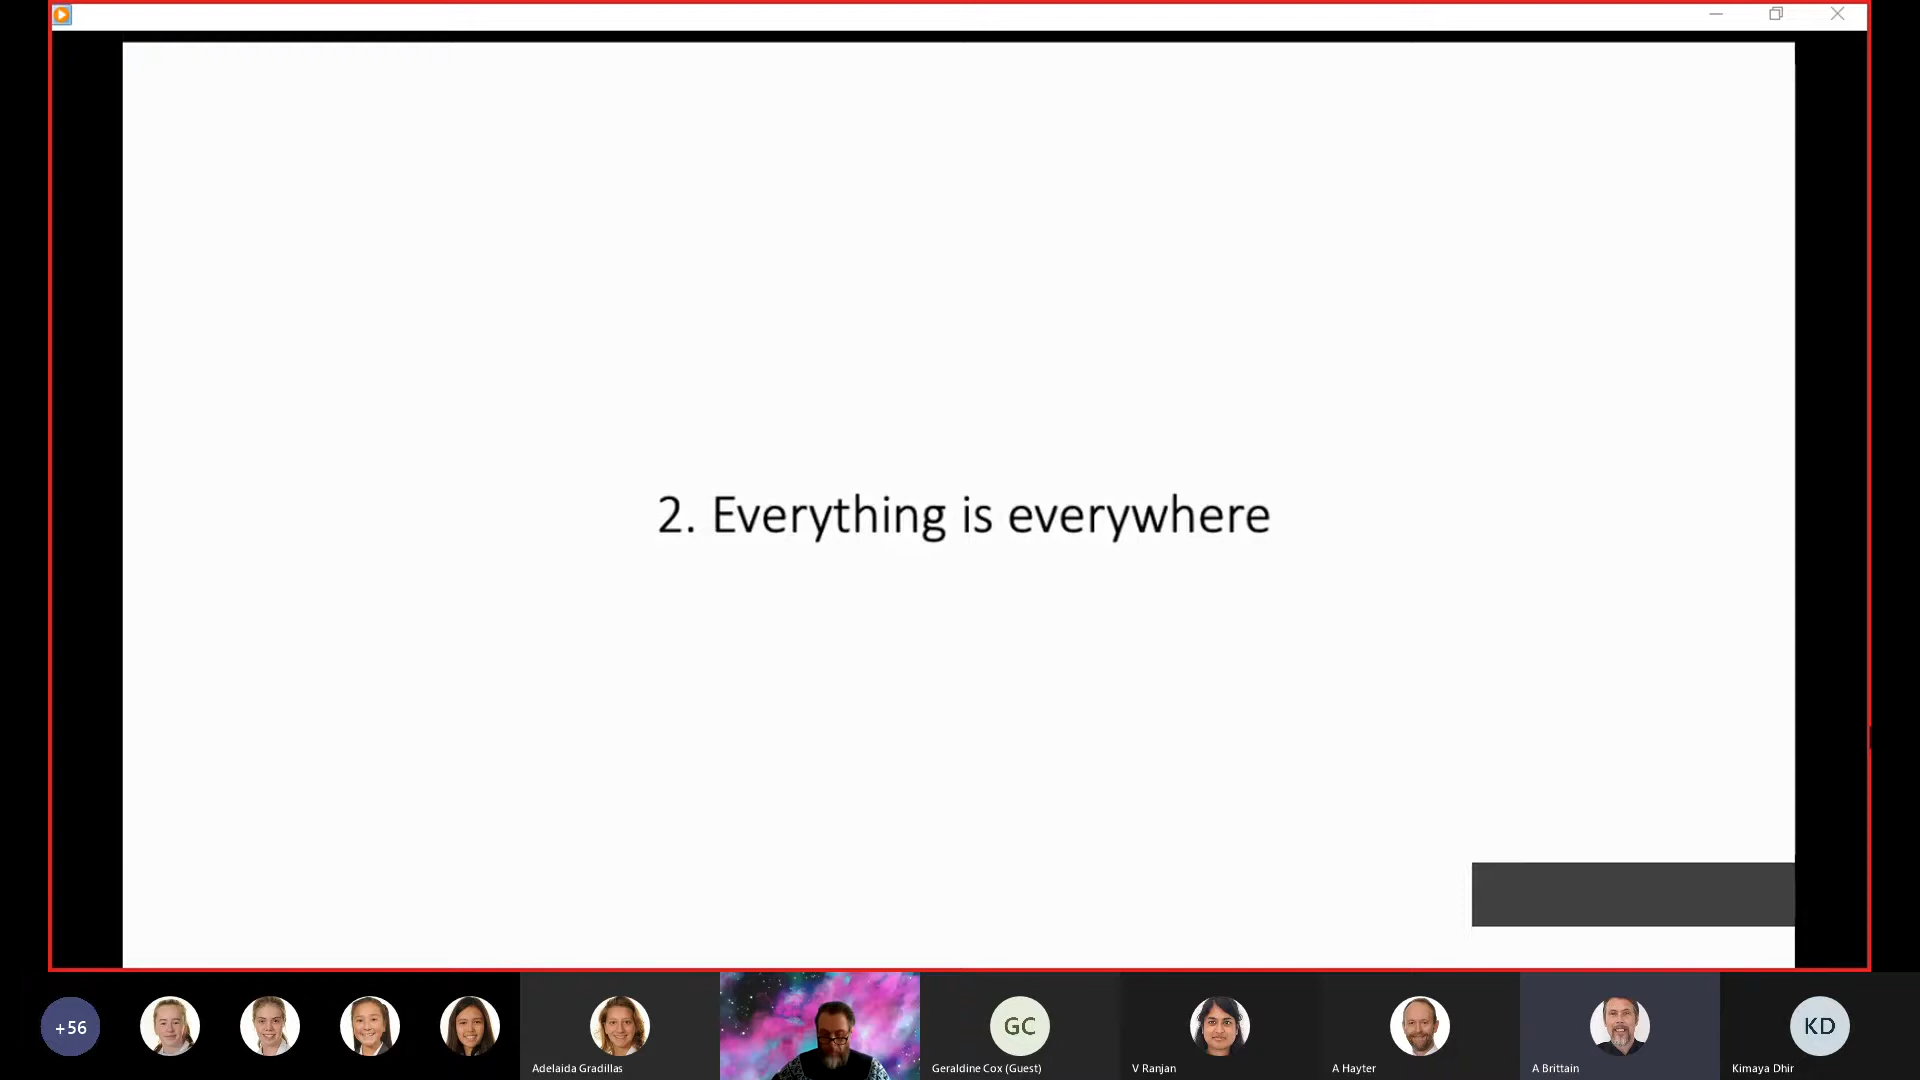 2. Everything is everywhere
+56
Adelaida Gradillas
GC
Geraldine Cox (Guest)
V Ranjan
A Hayter
A Brittain
KD
Kimaya Dhir